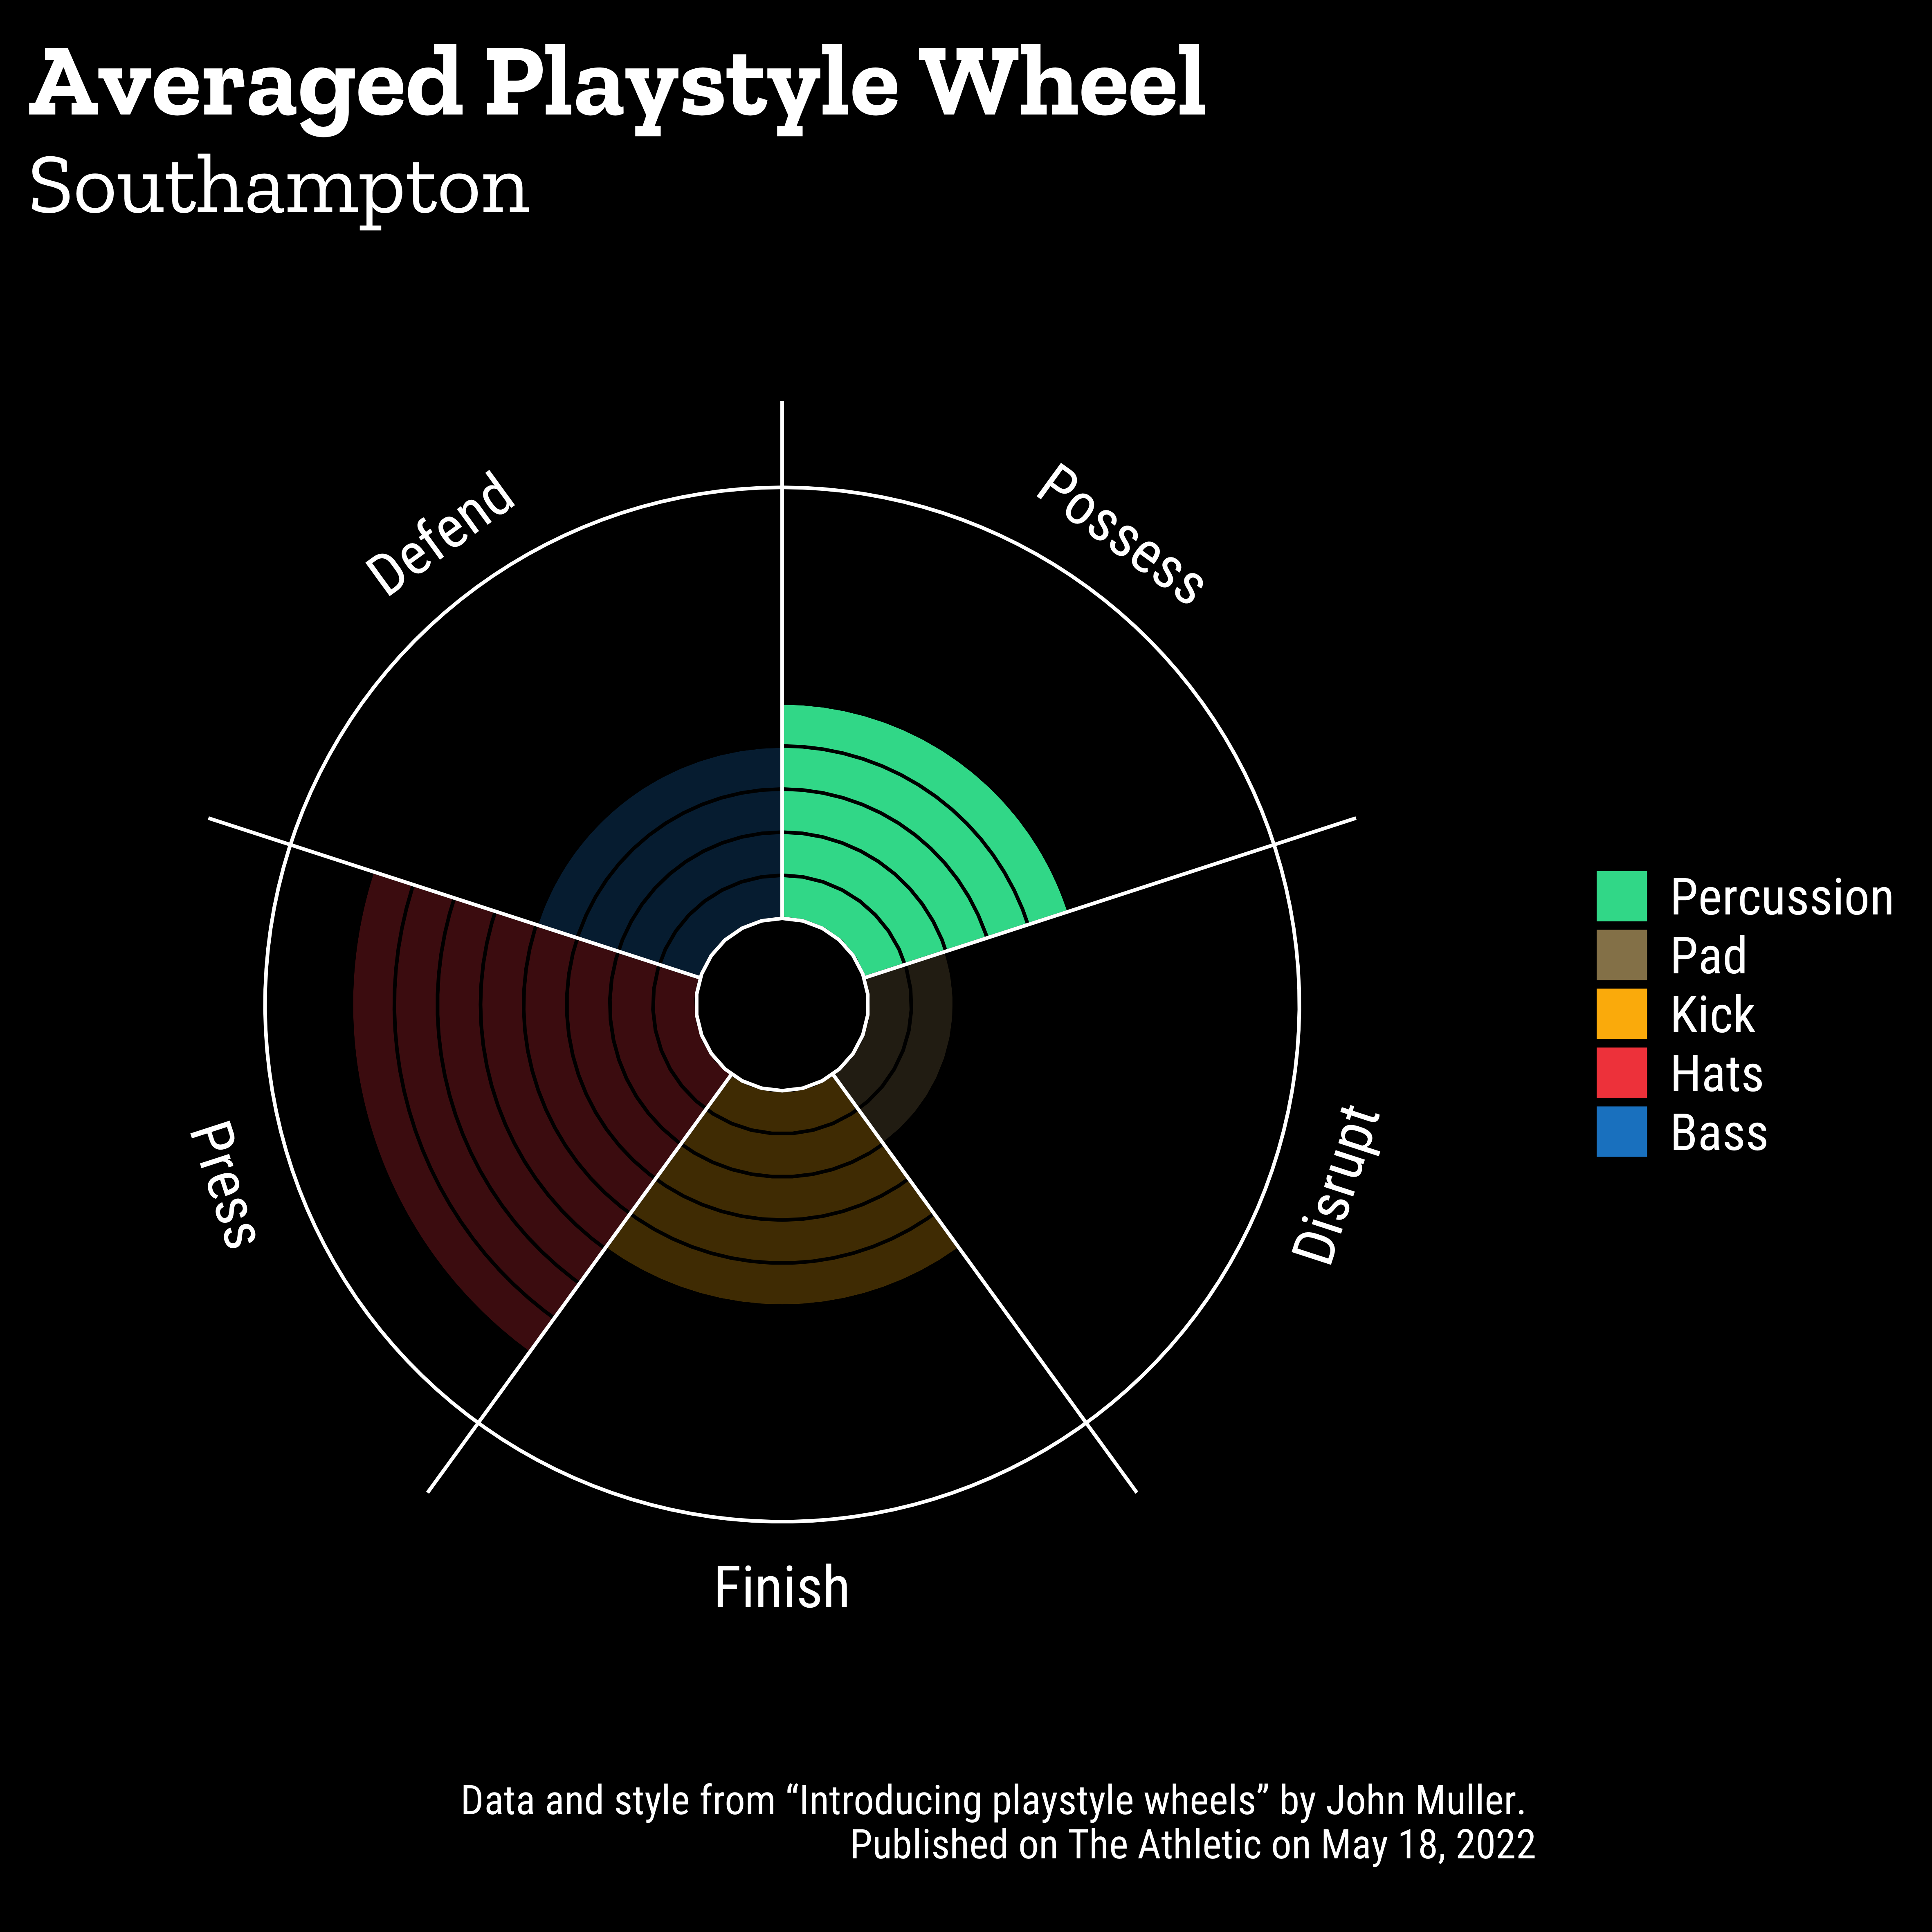 Averaged Playstyle Wheel
Southampton
Defend
Possess
Press
Disrupt
Finish
Percussion
Pad
Kick
Hats
Bass
Data and style from “Introducing playstyle wheels” by John Muller.
Published on The Athletic on May 18, 2022